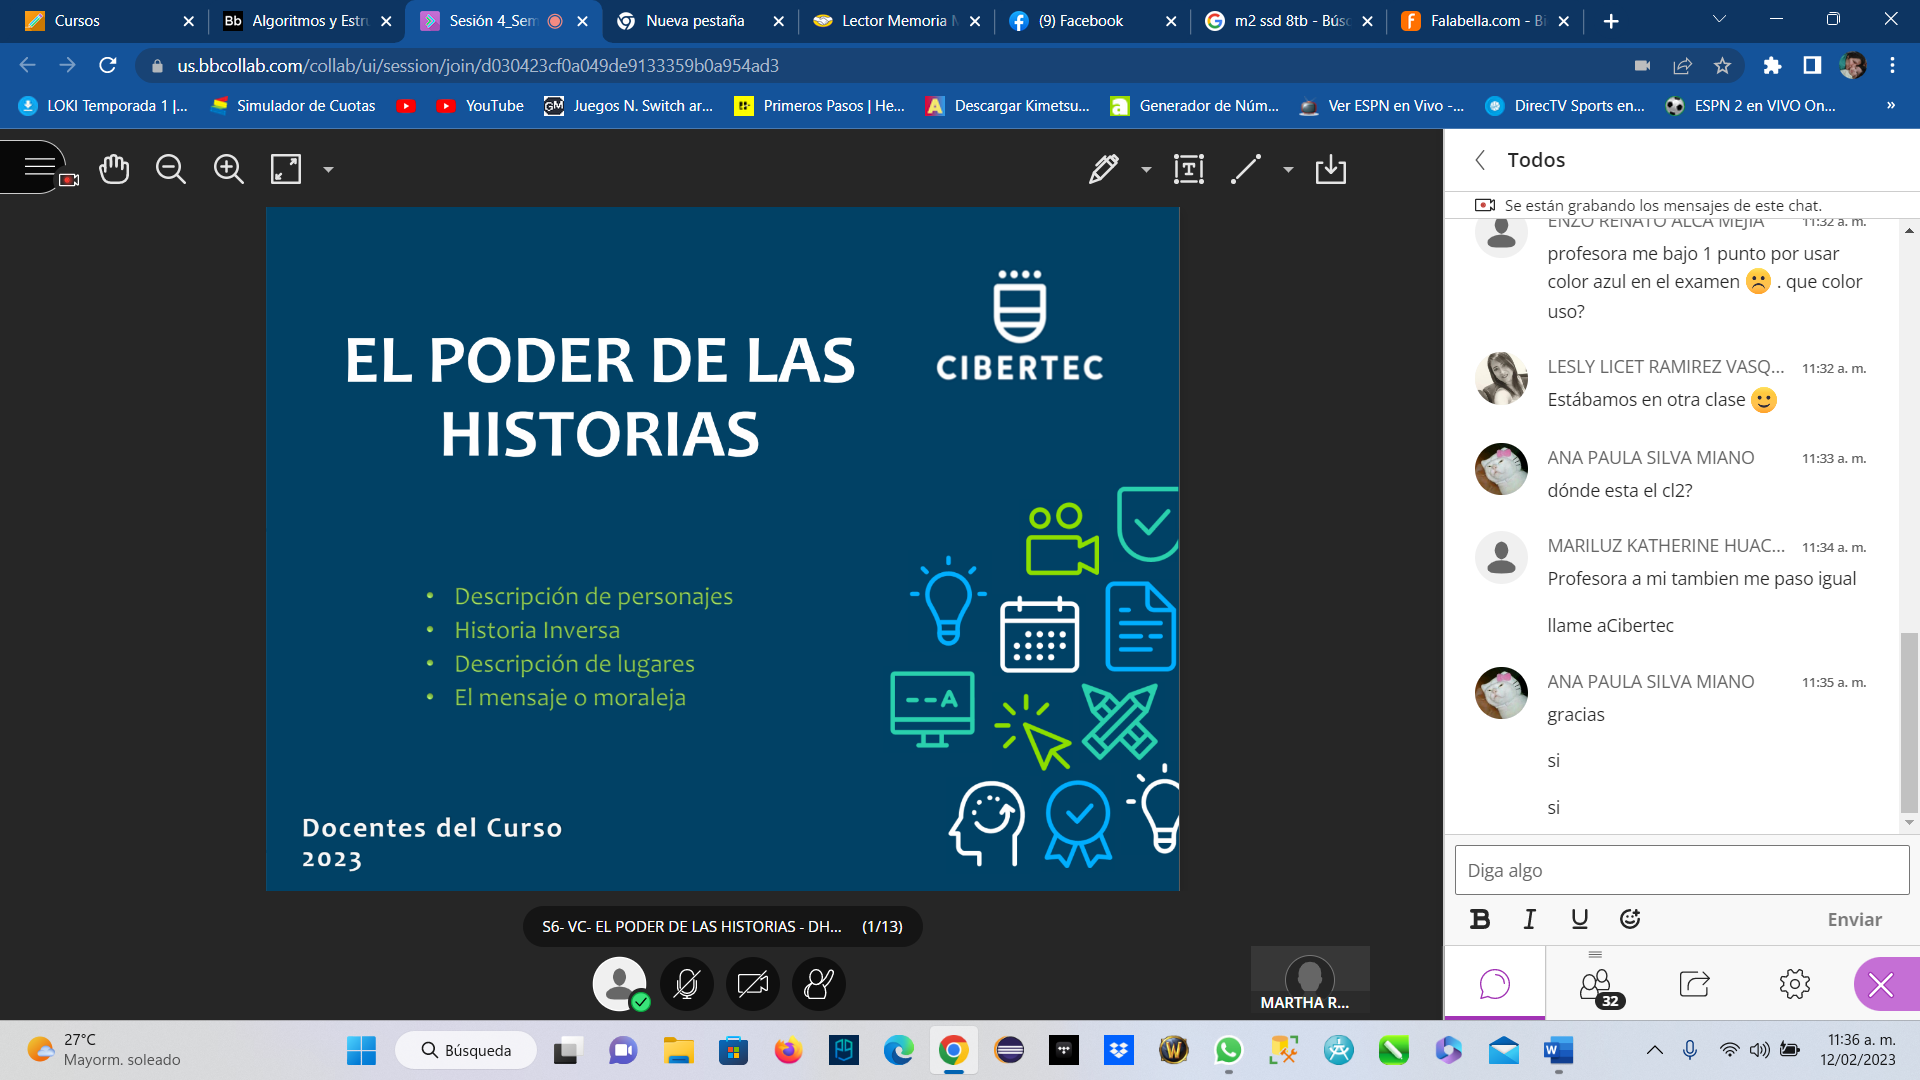 Cursos
Algoritmos y Estru
Sesión 4_Sem
Nueva pestaña
Lector Memoria M
(9) Facebook
m2 ssd 8tb - Búsc
Falabella.com - Bi
us.bbcollab.com/collab/ui/session/join/d030423cf0a049de9133359b0a954ad3
LOKI Temporada 1 |...
Simulador de Cuotas
YouTube
Juegos N. Switch ar...
Primeros Pasos | He...
Descargar Kimetsu...
Generador de Núm...
Ver ESPN en Vivo -...
DirecTV Sports en...
ESPN 2 en VIVO On...
»
EL PODER DE LAS
HISTORIAS
CIBERTEC
• Descripción de personajes
• Historia Inversa
• Descripción de lugares
• El mensaje o moraleja
Docentes del Curso
2023
S6- VC- EL PODER DE LAS HISTORIAS - DH... (1/13)
MARTHA R...
Todos
Se están grabando los mensajes de este chat.
ENZO RENATO ALCA MEJIA 11:32 a. m.
profesora me bajo 1 punto por usar
color azul en el examen ☹️ . que color
uso?
LESLY LICET RAMIREZ VASQ... 11:32 a. m.
Estábamos en otra clase 🙂
ANA PAULA SILVA MIANO 11:33 a. m.
dónde esta el cl2?
MARILUZ KATHERINE HUAC... 11:34 a. m.
Profesora a mi tambien me paso igual
llame aCibertec
ANA PAULA SILVA MIANO 11:35 a. m.
gracias
si
si
Diga algo
B I U
Enviar
32
27°C
Mayorm. soleado
Búsqueda
11:36 a. m.
12/02/2023